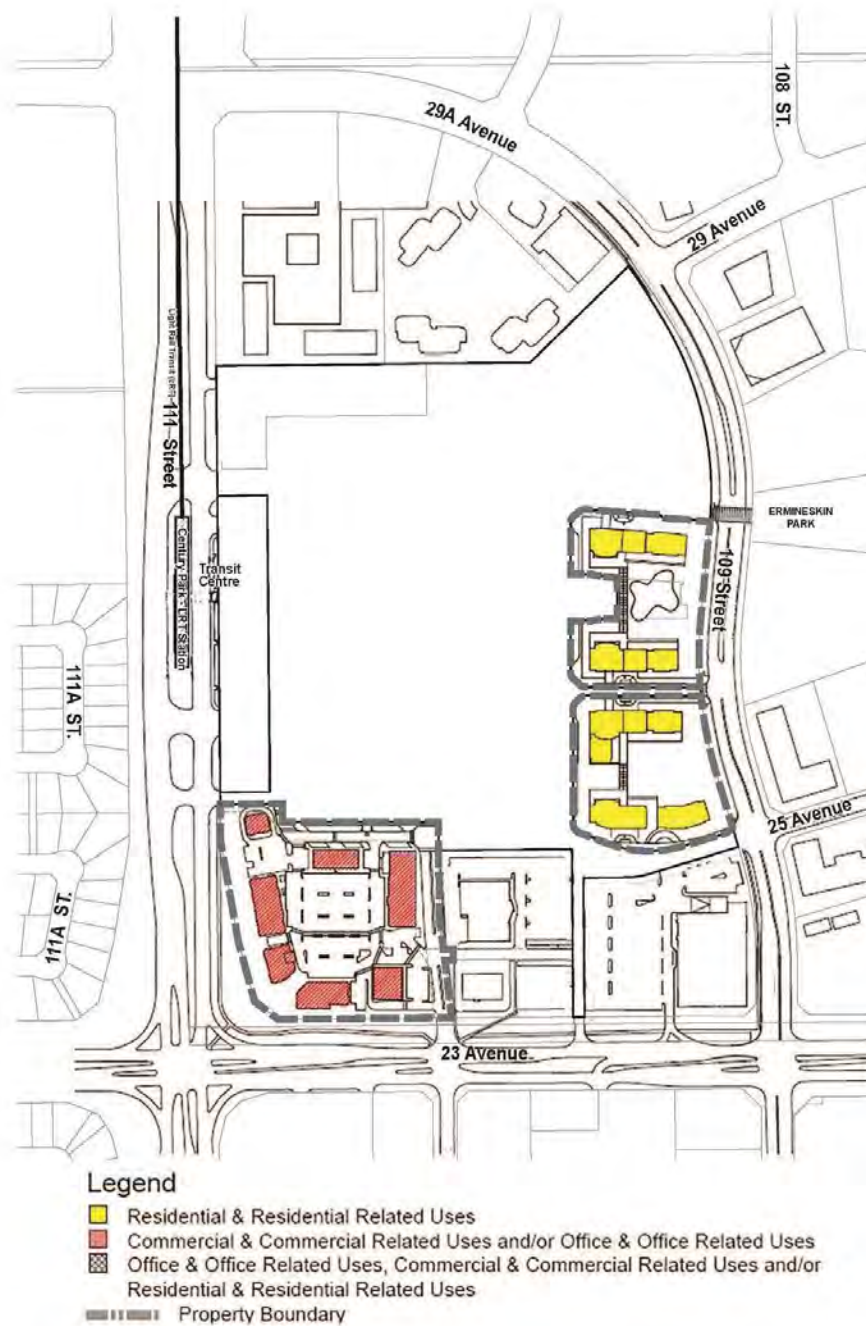 29A Avenue
108 ST.
29 Avenue
Light Rail Transit (LRT)
111 Street
Century Park - LRT Station
Transit
Centre
ERMINESKIN
PARK
109 Street
111A ST.
25 Avenue
111A ST.
23 Avenue
Legend
Residential & Residential Related Uses
Commercial & Commercial Related Uses and/or Office & Office Related Uses
Office & Office Related Uses, Commercial & Commercial Related Uses and/or
Residential & Residential Related Uses
Property Boundary